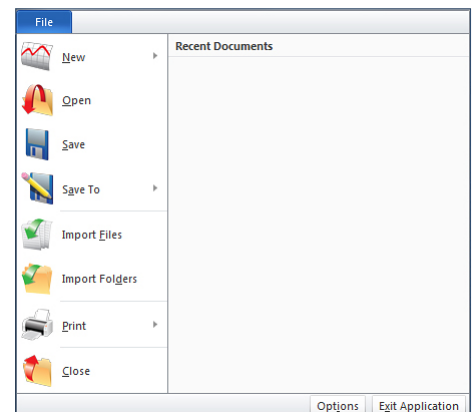 File
New
Open
Save
Save To
Import Files
Import Folders
Print
Close
Recent Documents
Options
Exit Application